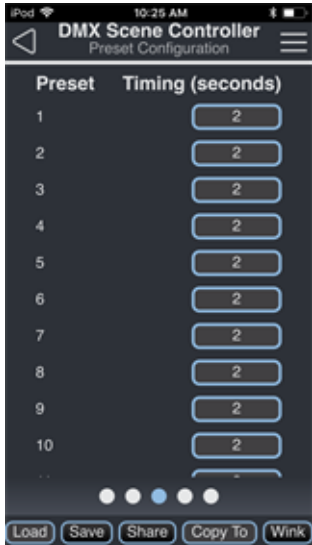 iPod 10:25 AM
DMX Scene Controller
Preset Configuration
Preset Timing (seconds)
1 2
2 2
3 2
4 2
5 2
6 2
7 2
8 2
9 2
10 2
Load Save Share Copy To Wink